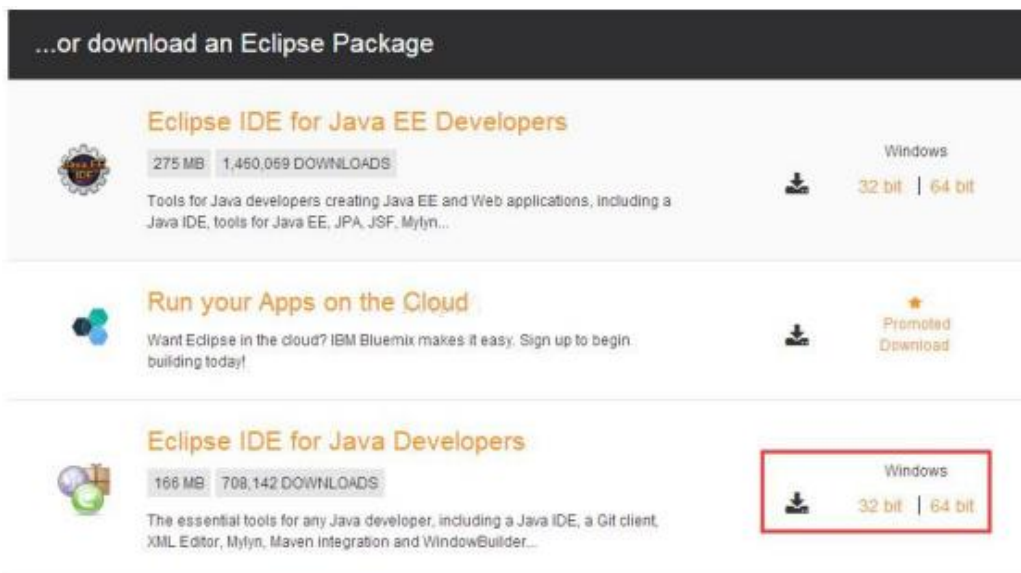 ...or download an Eclipse Package
Eclipse IDE for Java EE Developers
275 MB 1,460,069 DOWNLOADS
Tools for Java developers creating Java EE and Web applications, including a
Java IDE, tools for Java EE, JPA, JSF, Mylyn...
Java EE
IDE
Windows
32 bit | 64 bit
Run your Apps on the Cloud
Want Eclipse in the cloud? IBM Bluemix makes it easy. Sign up to begin
building today!
Promoted
Download
Eclipse IDE for Java Developers
166 MB 708,142 DOWNLOADS
The essential tools for any Java developer, including a Java IDE, a Git client,
XML Editor, Mylyn, Maven integration and WindowBuilder...
Windows
32 bit | 64 bit